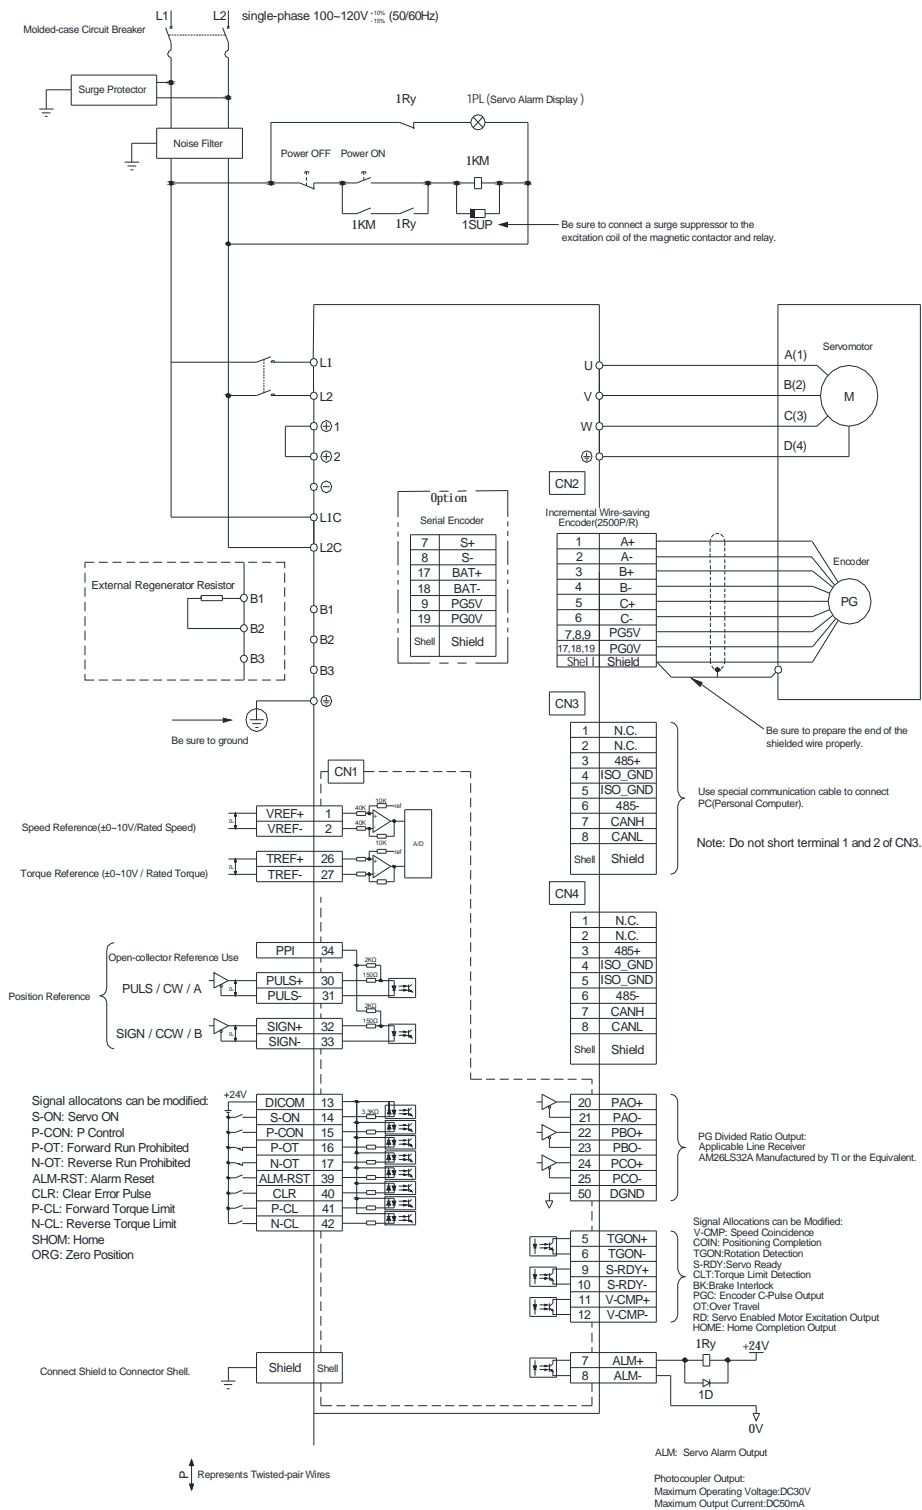 L1 L2 single-phase 100~120V +10% -15% (50/60Hz)
Molded-case Circuit Breaker
Surge Protector
Noise Filter
1Ry
1PL (Servo Alarm Display )
Power OFF Power ON
1KM
1KM 1Ry 1SUP
Be sure to connect a surge suppressor to the
excitation coil of the magnetic contactor and relay.
L1
L2
1
2
L1C
L2C
U
V
W
A(1)
B(2)
C(3)
D(4)
Servomotor
M
CN2
Option
Serial Encoder
7 S+
8 S-
17 BAT+
18 BAT-
9 PG5V
19 PG0V
Shell Shield
Incremental Wire-saving
Encoder(2500P/R)
1 A+
2 A-
3 B+
4 B-
5 C+
6 C-
7,8,9 PG5V
17,18,19 PG0V
Shell Shield
Encoder
PG
External Regenerator Resistor
B1
B2
B3
B1
B2
B3
Be sure to ground
Be sure to prepare the end of the
shielded wire properly.
CN3
1 N.C.
2 N.C.
3 485+
4 ISO_GND
5 ISO_GND
6 485-
7 CANH
8 CANL
Shell Shield
Use special communication cable to connect
PC(Personal Computer).
Note: Do not short terminal 1 and 2 of CN3.
CN4
1 N.C.
2 N.C.
3 485+
4 ISO_GND
5 ISO_GND
6 485-
7 CANH
8 CANL
Shell Shield
CN1
Speed Reference(±0~10V/Rated Speed)
P
VREF+ 1
VREF- 2
40K
40K
10K
ref
A/D
Torque Reference (±0~10V / Rated Torque)
P
TREF+ 26
TREF- 27
10K
ref
Position Reference
Open-collector Reference Use
PPI 34
PULS / CW / A
P
PULS+ 30
PULS- 31
2KΩ
150Ω
SIGN / CCW / B
P
SIGN+ 32
SIGN- 33
2KΩ
150Ω
Signal allocatons can be modified:
S-ON: Servo ON
P-CON: P Control
P-OT: Forward Run Prohibited
N-OT: Reverse Run Prohibited
ALM-RST: Alarm Reset
CLR: Clear Error Pulse
P-CL: Forward Torque Limit
N-CL: Reverse Torque Limit
SHOM: Home
ORG: Zero Position
+24V
DICOM 13
S-ON 14
P-CON 15
P-OT 16
N-OT 17
ALM-RST 39
CLR 40
P-CL 41
N-CL 42
3.3KΩ
20 PAO+
21 PAO-
22 PBO+
23 PBO-
24 PCO+
25 PCO-
50 DGND
PG Divided Ratio Output:
Applicable Line Receiver
AM26LS32A Manufactured by TI or the Equivalent.
5 TGON+
6 TGON-
9 S-RDY+
10 S-RDY-
11 V-CMP+
12 V-CMP-
Signal Allocations can be Modified:
V-CMP: Speed Coincidence
COIN: Positioning Completion
TGON:Rotation Detection
S-RDY:Servo Ready
CLT:Torque Limit Detection
BK:Brake Interlock
PGC: Encoder C-Pulse Output
OT:Over Travel
RD: Servo Enabled Motor Excitation Output
HOME: Home Completion Output
Connect Shield to Connector Shell.
Shield Shell
7 ALM+
8 ALM-
1Ry
+24V
1D
0V
ALM: Servo Alarm Output
P Represents Twisted-pair Wires
Photocoupler Output:
Maximum Operating Voltage:DC30V
Maximum Output Current:DC50mA